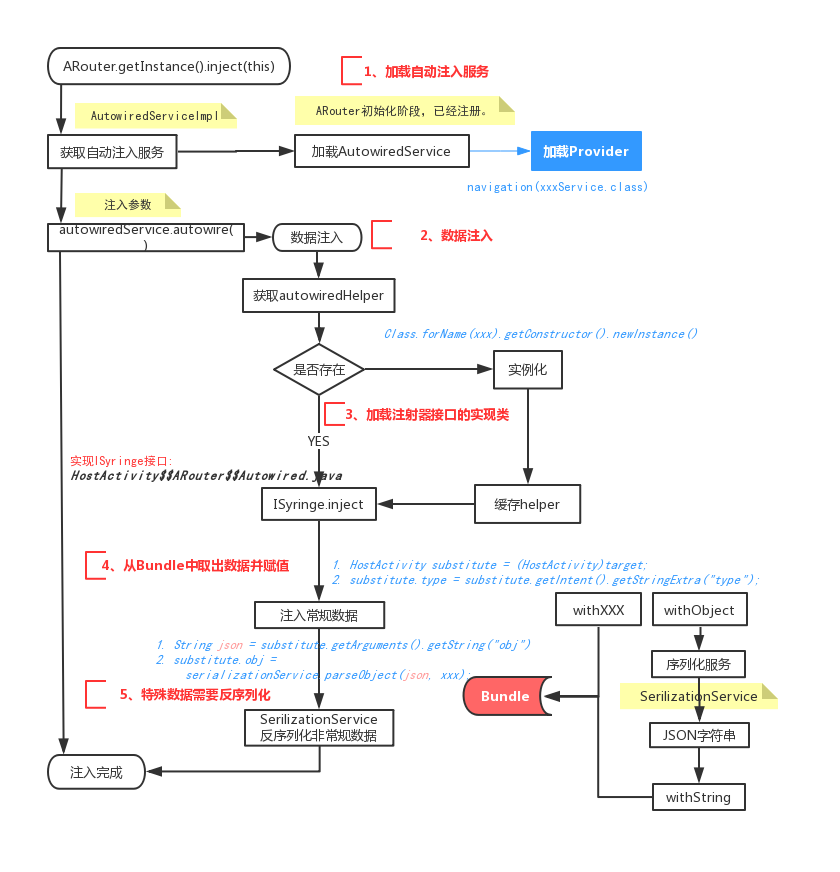 ARouter.getInstance().inject(this)
1、加载自动注入服务
AutowiredServiceImpl
ARouter初始化阶段，已经注册。
获取自动注入服务
加载AutowiredService
加载Provider
navigation(xxxService.class)
注入参数
autowiredService.autowire(
)
数据注入
2、数据注入
获取autowiredHelper
Class.forName(xxx).getConstructor().newInstance()
是否存在
实例化
3、加载注射器接口的实现类
YES
实现ISyringe接口:
HostActivity$$ARouter$$Autowired.java
ISyringe.inject
缓存helper
4、从Bundle中取出数据并赋值
1. HostActivity substitute = (HostActivity)target;
2. substitute.type = substitute.getIntent().getStringExtra("type");
withXXX
withObject
注入常规数据
1. String json = substitute.getArguments().getString("obj")
2. substitute.obj =
serializationService.parseObject(json, xxx);
序列化服务
5、特殊数据需要反序列化
Bundle
SerilizationService
SerilizationService
反序列化非常规数据
JSON字符串
注入完成
withString